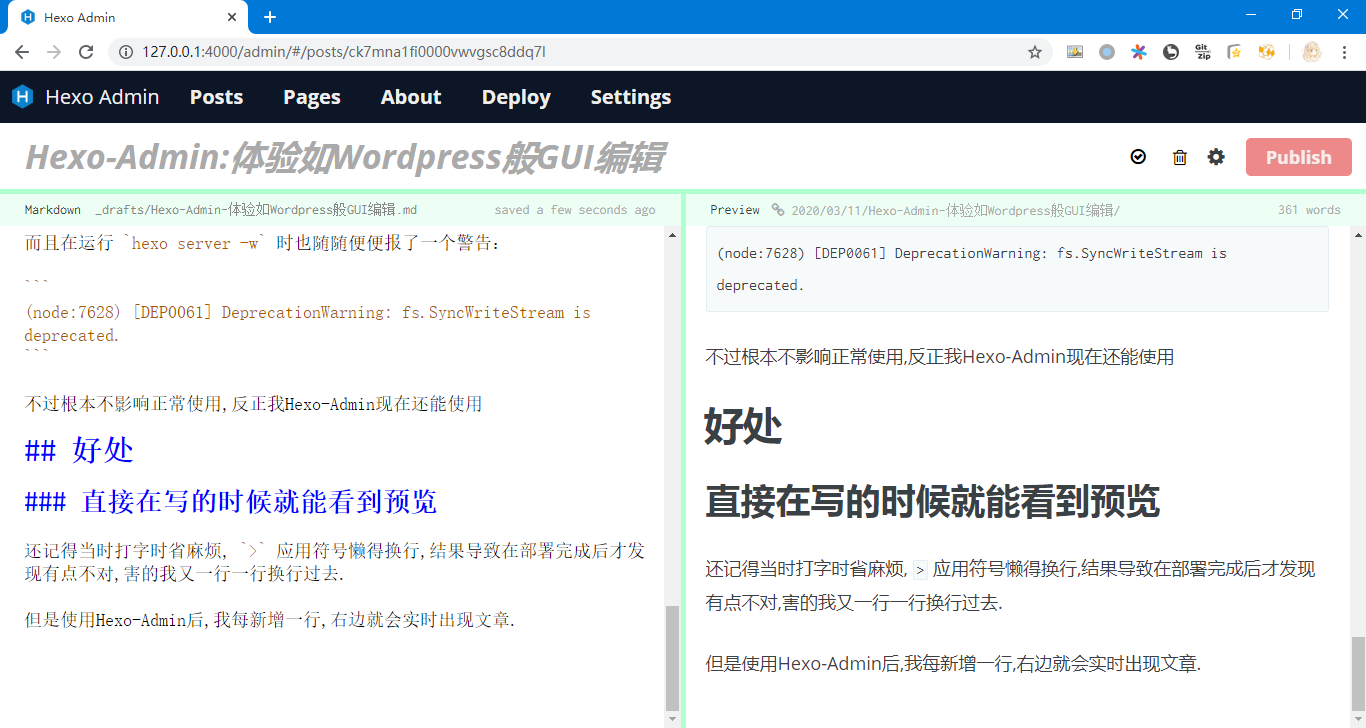 Hexo Admin
127.0.0.1:4000/admin/#/posts/ck7mna1fi0000vwvgsc8ddq7l
Git
zip
Hexo Admin Posts Pages About Deploy Settings
Hexo-Admin:体验如Wordpress般GUI编辑
Publish
Markdown _drafts/Hexo-Admin-体验如Wordpress般GUI编辑.md saved a few seconds ago
而且在运行 `hexo server -w` 时也随随便便报了一个警告:
```
(node:7628) [DEP0061] DeprecationWarning: fs.SyncWriteStream is
deprecated.
```
不过根本不影响正常使用,反正我Hexo-Admin现在还能使用
## 好处
### 直接在写的时候就能看到预览
还记得当时打字时省麻烦, `>` 应用符号懒得换行,结果导致在部署完成后才发
现有点不对,害的我又一行一行换行过去.
但是使用Hexo-Admin后,我每新增一行,右边就会实时出现文章.
Preview 2020/03/11/Hexo-Admin-体验如Wordpress般GUI编辑/ 361 words
(node:7628) [DEP0061] DeprecationWarning: fs.SyncWriteStream is
deprecated.
不过根本不影响正常使用,反正我Hexo-Admin现在还能使用
好处
直接在写的时候就能看到预览
还记得当时打字时省麻烦, > 应用符号懒得换行,结果导致在部署完成后才发现
有点不对,害的我又一行一行换行过去.
但是使用Hexo-Admin后,我每新增一行,右边就会实时出现文章.